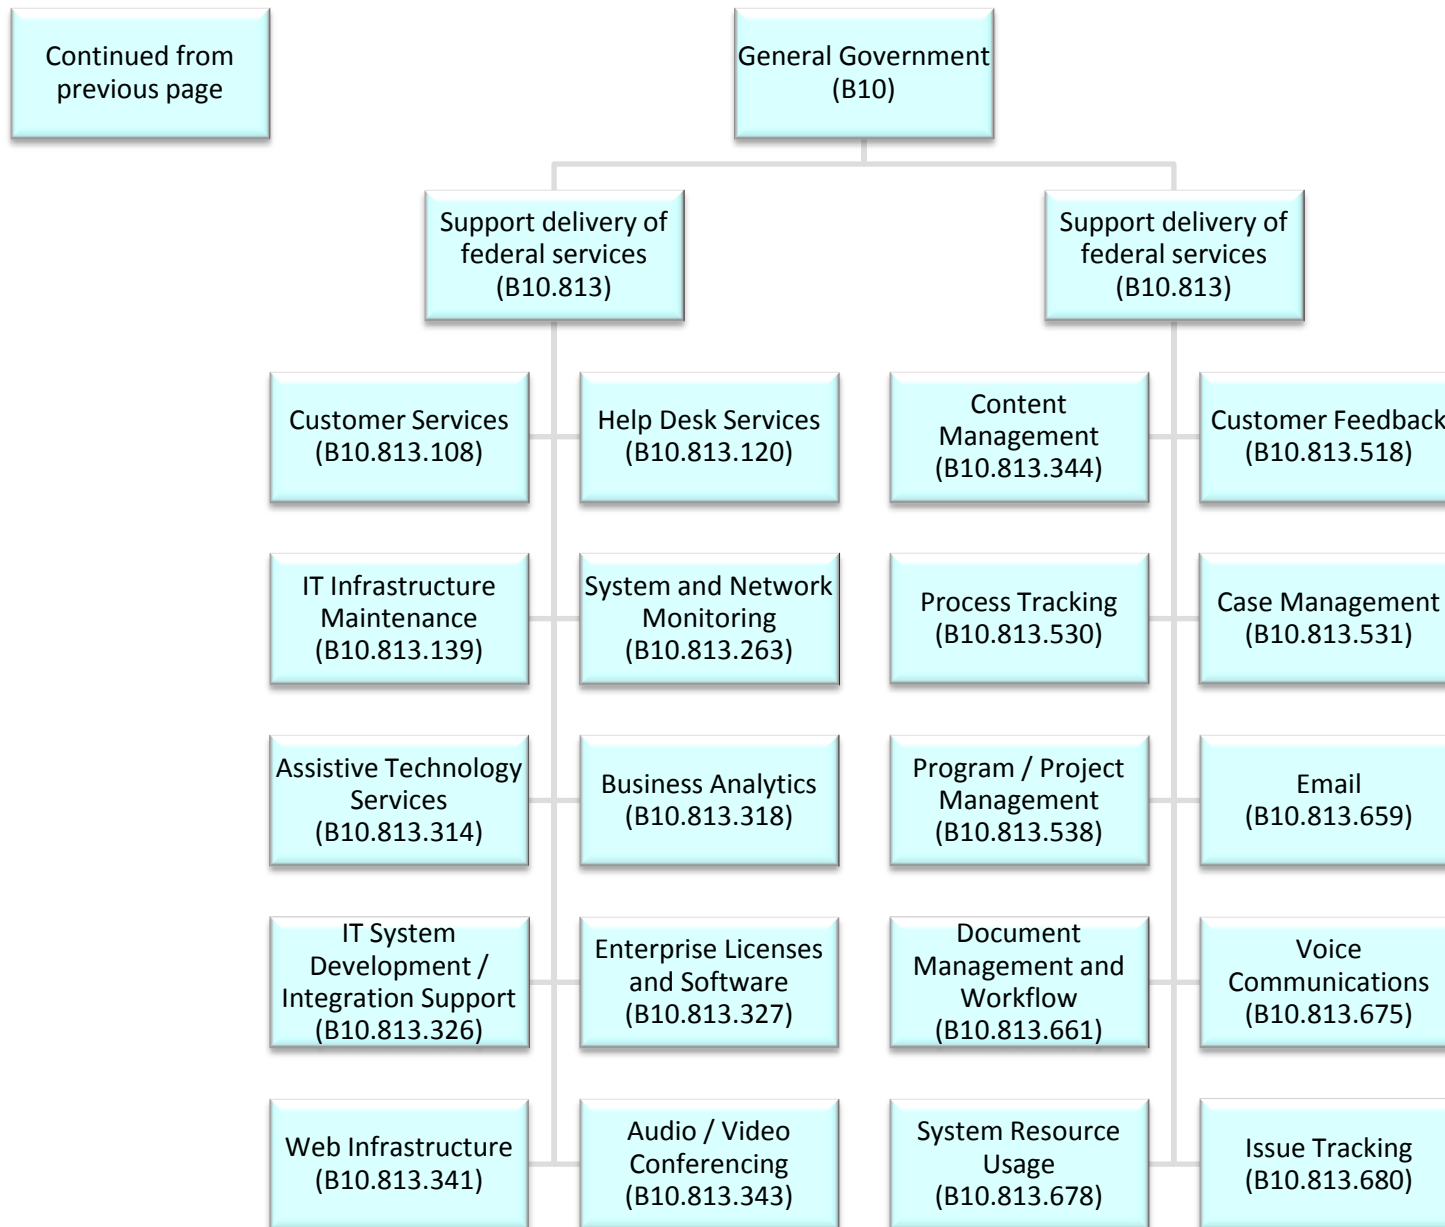 Continued from
previous page
General Government
(B10)
Support delivery of
federal services
(B10.813)
Support delivery of
federal services
(B10.813)
Customer Services
(B10.813.108)
Help Desk Services
(B10.813.120)
Content
Management
(B10.813.344)
Customer Feedback
(B10.813.518)
IT Infrastructure
Maintenance
(B10.813.139)
System and Network
Monitoring
(B10.813.263)
Process Tracking
(B10.813.530)
Case Management
(B10.813.531)
Assistive Technology
Services
(B10.813.314)
Business Analytics
(B10.813.318)
Program / Project
Management
(B10.813.538)
Email
(B10.813.659)
IT System
Development /
Integration Support
(B10.813.326)
Enterprise Licenses
and Software
(B10.813.327)
Document
Management and
Workflow
(B10.813.661)
Voice
Communications
(B10.813.675)
Web Infrastructure
(B10.813.341)
Audio / Video
Conferencing
(B10.813.343)
System Resource
Usage
(B10.813.678)
Issue Tracking
(B10.813.680)